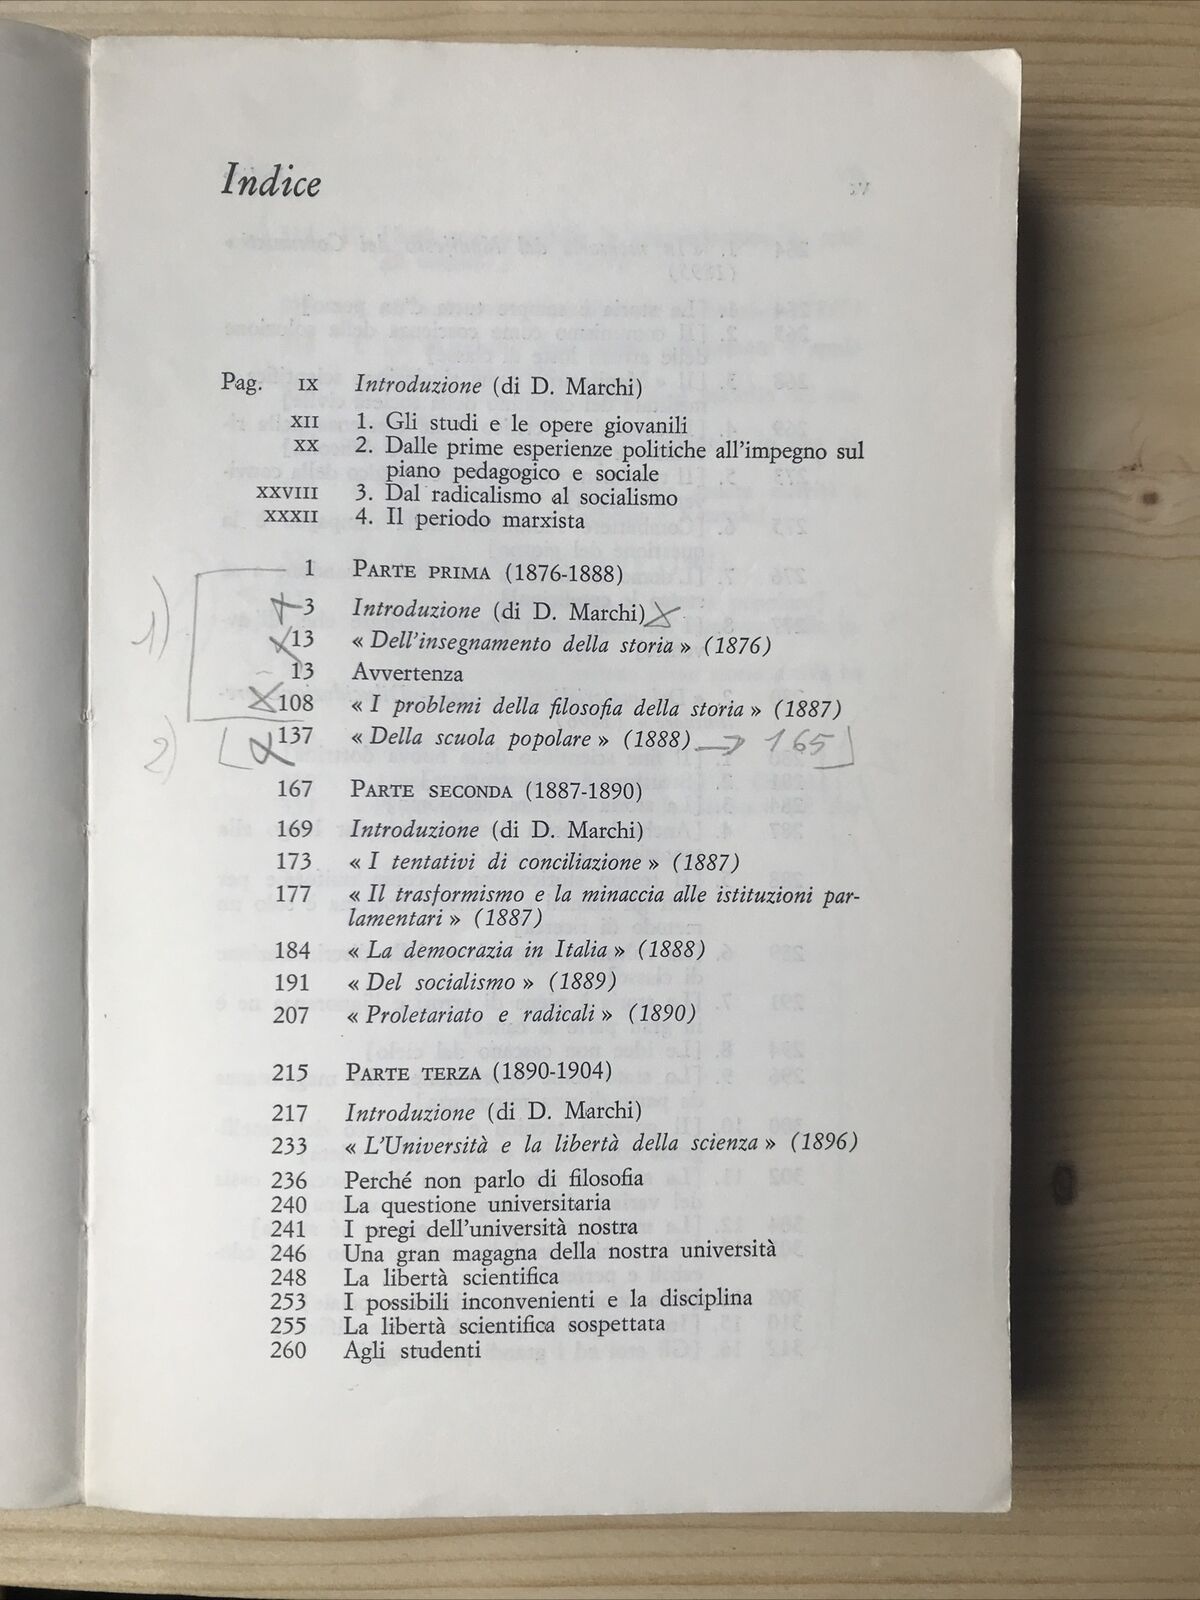 Indice
Pag. IX Introduzione (di D. Marchi)
XII 1. Gli studi e le opere giovanili
XX 2. Dalle prime esperienze politiche all'impegno sul
piano pedagogico e sociale
XXVIII 3. Dal radicalismo al socialismo
XXXII 4. Il periodo marxista
1 PARTE PRIMA (1876-1888)
3 Introduzione (di D. Marchi)
1) 13 « Dell'insegnamento della storia » (1876)
13 Avvertenza
108 « I problemi della filosofia della storia » (1887)
2) 137 « Della scuola popolare » (1888) → 165
167 PARTE SECONDA (1887-1890)
169 Introduzione (di D. Marchi)
173 « I tentativi di conciliazione » (1887)
177 « Il trasformismo e la minaccia alle istituzioni par-
lamentari » (1887)
184 « La democrazia in Italia » (1888)
191 « Del socialismo » (1889)
207 « Proletariato e radicali » (1890)
215 PARTE TERZA (1890-1904)
217 Introduzione (di D. Marchi)
233 « L'Università e la libertà della scienza » (1896)
236 Perché non parlo di filosofia
240 La questione universitaria
241 I pregi dell'università nostra
246 Una gran magagna della nostra università
248 La libertà scientifica
253 I possibili inconvenienti e la disciplina
255 La libertà scientifica sospettata
260 Agli studenti